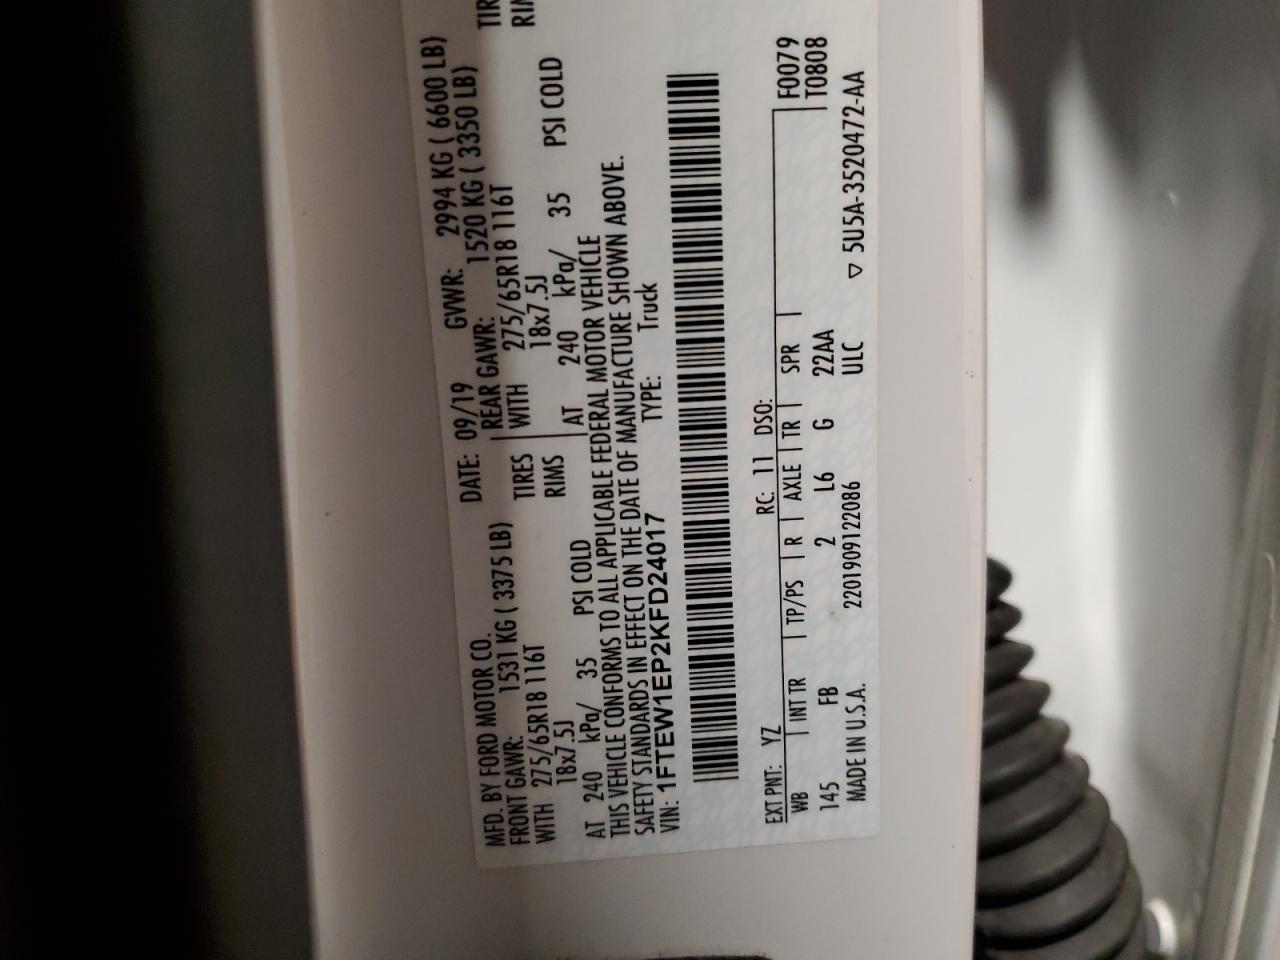 MFD. BY FORD MOTOR CO.
DATE: 09/19 GVWR: 2994 KG ( 6600 LB)
FRONT GAWR: 1531 KG ( 3375 LB) REAR GAWR: 1520 KG ( 3350 LB)
WITH 275/65R18 116T TIRES WITH 275/65R18 116T TIR
18x7.5J RIMS 18x7.5J RIM
AT 240 kPa/ 35 PSI COLD AT 240 kPa/ 35 PSI COLD
THIS VEHICLE CONFORMS TO ALL APPLICABLE FEDERAL MOTOR VEHICLE
SAFETY STANDARDS IN EFFECT ON THE DATE OF MANUFACTURE SHOWN ABOVE.
VIN: 1FTEW1EP2KFD24017 TYPE: Truck
EXT PNT: YZ RC: 11 DSO: F0079
WB | INT TR | TP/PS | R | AXLE | TR | SPR | T0808
145 FB 2 L6 G 22AA
MADE IN U.S.A. 2201909122086 ULC ▽ 5U5A-3520472-AA